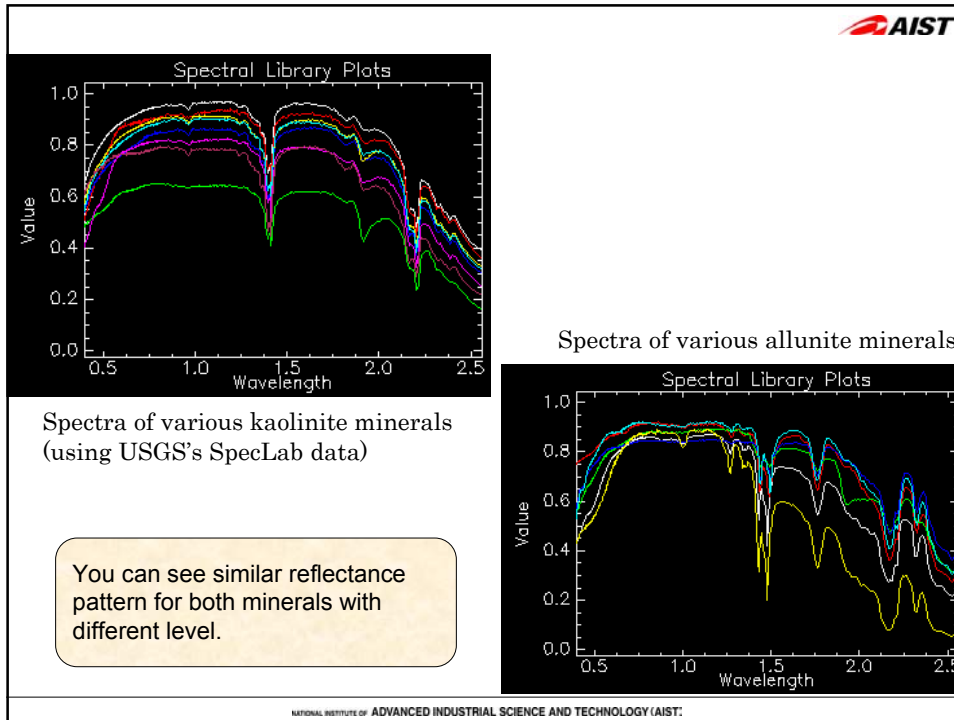 AIST
Spectral Library Plots
1.0
0.8
0.6
0.4
0.2
0.0
Value
0.5 1.0 1.5 2.0 2.5
Wavelength
Spectra of various kaolinite minerals
(using USGS's SpecLab data)
Spectra of various allunite minerals
Spectral Library Plots
1.0
0.8
0.6
0.4
0.2
0.0
Value
0.5 1.0 1.5 2.0
Wavelength
You can see similar reflectance
pattern for both minerals with
different level.
NATIONAL INSTITUTE OF ADVANCED INDUSTRIAL SCIENCE AND TECHNOLOGY (AIST)